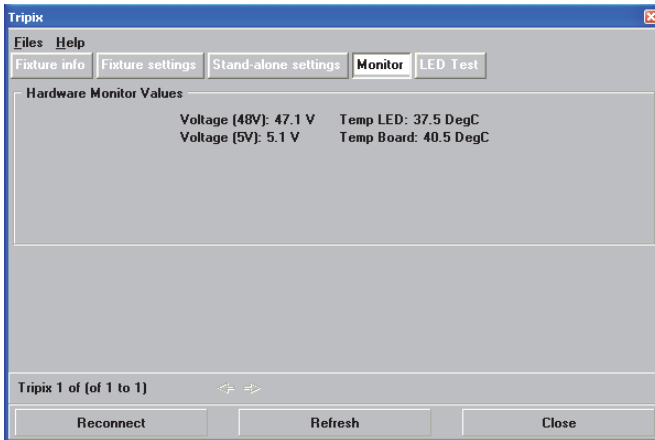 Tripix
Files Help
Fixture info Fixture settings Stand-alone settings Monitor LED Test
Hardware Monitor Values
Voltage (48V): 47.1 V Temp LED: 37.5 DegC
Voltage (5V): 5.1 V Temp Board: 40.5 DegC
Tripix 1 of (of 1 to 1)
Reconnect Refresh Close